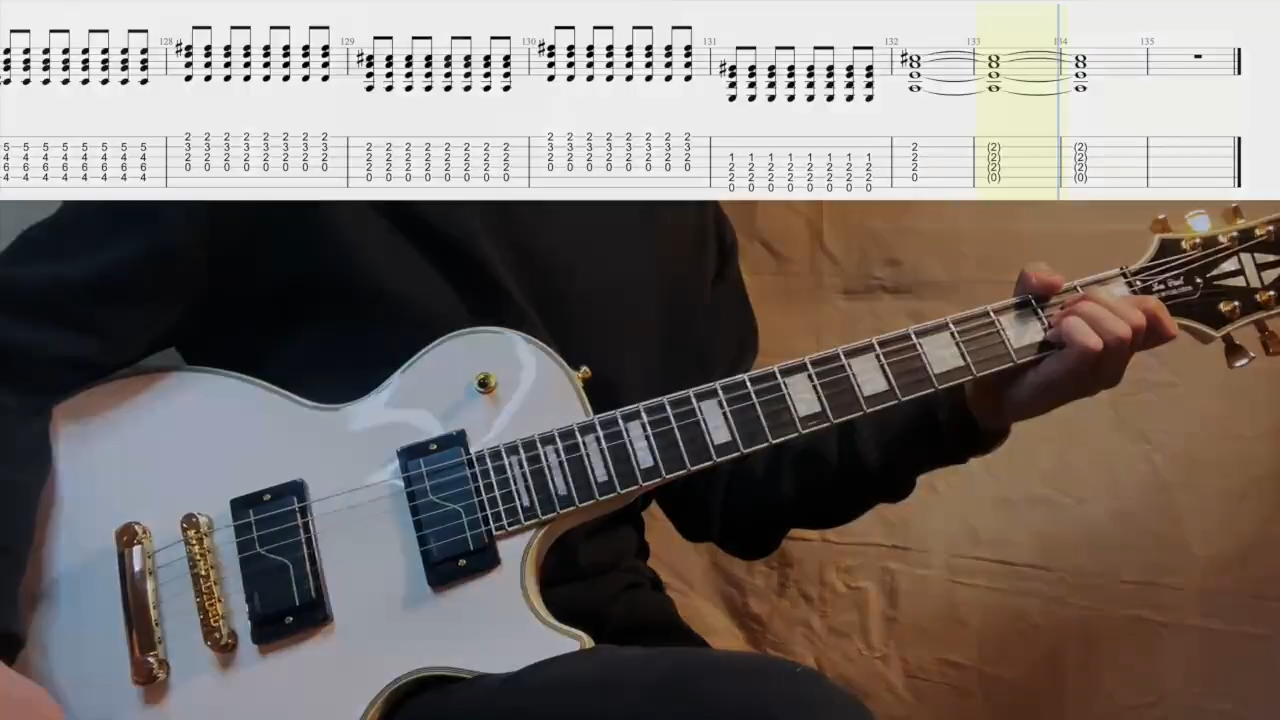 128 129 130 131 132 133 134 135
2 2 2 2 2 2 2 2 2 2 2 2 2 2 2 2
5 5 5 5 5 5 5 5 3 3 3 3 3 3 3 3 2 2 2 2 2 2 2 2 3 3 3 3 3 3 3 3 2 (2) (2)
4 4 4 4 4 4 4 4 2 2 2 2 2 2 2 2 2 2 2 2 2 2 2 2 2 2 2 2 2 2 2 2 1 1 1 1 1 1 1 1 2 (2) (2)
6 6 6 6 6 6 6 6 0 0 0 0 0 0 0 0 2 2 2 2 2 2 2 2 0 0 0 0 0 0 0 0 2 2 2 2 2 2 2 2 2 (2) (2)
4 4 4 4 4 4 4 4 0 0 0 0 0 0 0 0 2 2 2 2 2 2 2 2 0 (0) (0)
0 0 0 0 0 0 0 0
Les Paul